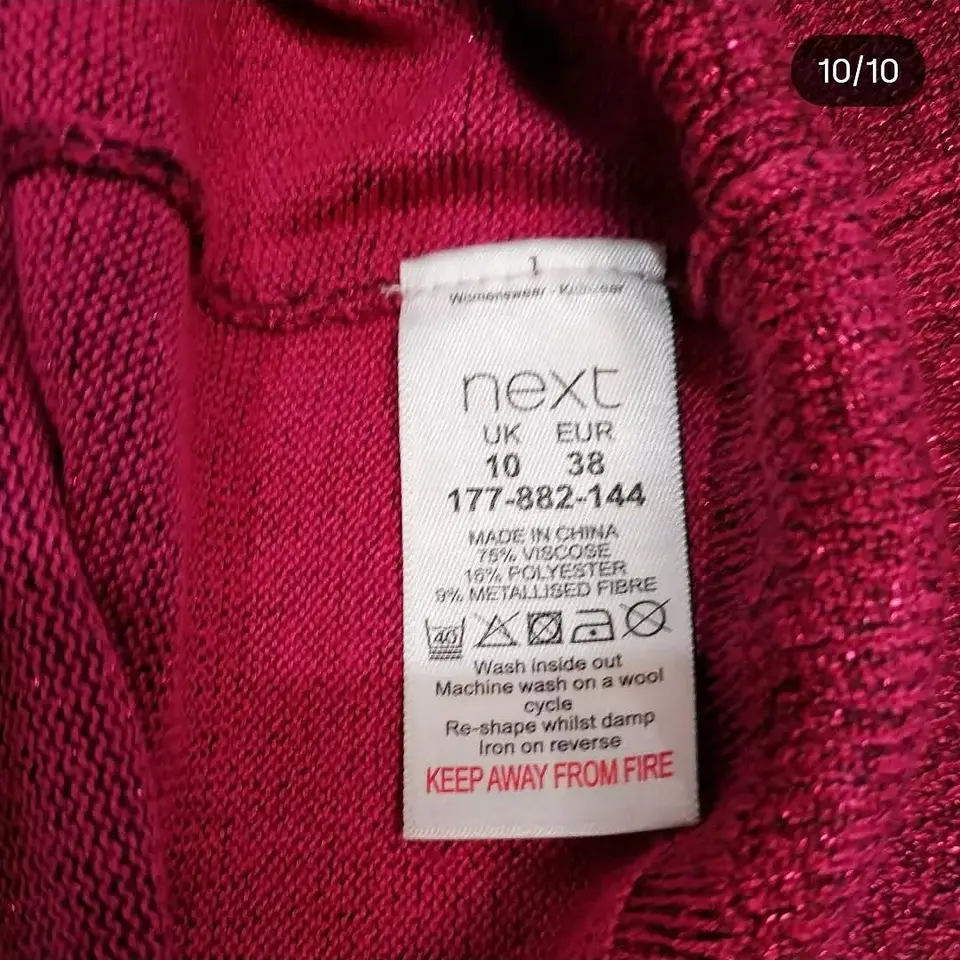 10/10
1
Womenswear - Knitwear
next
UK EUR
10 38
177-882-144
MADE IN CHINA
75% VISCOSE
16% POLYESTER
9% METALLISED FIBRE
40
Wash inside out
Machine wash on a wool
cycle
Re-shape whilst damp
Iron on reverse
KEEP AWAY FROM FIRE